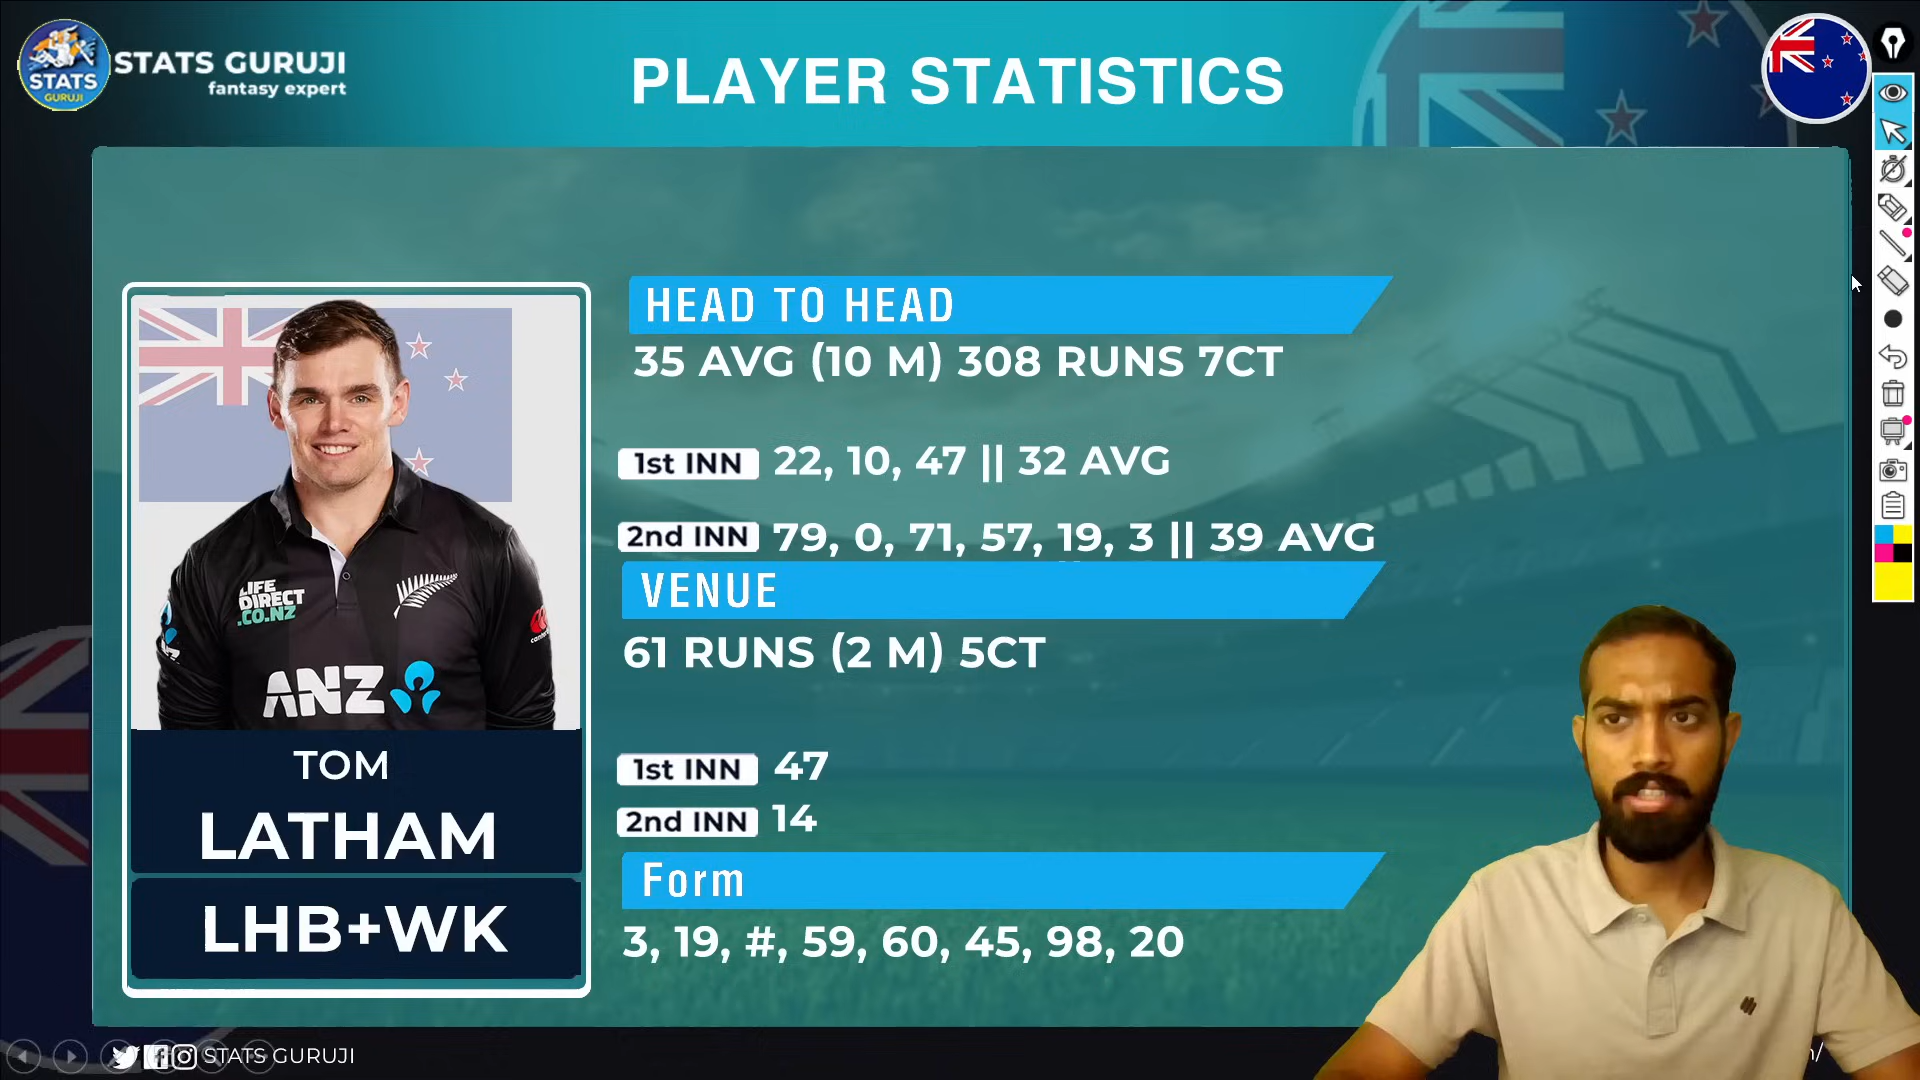 STATS
GURUJI
STATS GURUJI
fantasy expert
PLAYER STATISTICS
HEAD TO HEAD
35 AVG (10 M) 308 RUNS 7CT
1st INN 22, 10, 47 || 32 AVG
2nd INN 79, 0, 71, 57, 19, 3 || 39 AVG
VENUE
61 RUNS (2 M) 5CT
1st INN 47
2nd INN 14
Form
3, 19, #, 59, 60, 45, 98, 20
LIFE
DIRECT
.CO.NZ
ANZ
TOM
LATHAM
LHB+WK
STATS GURUJI